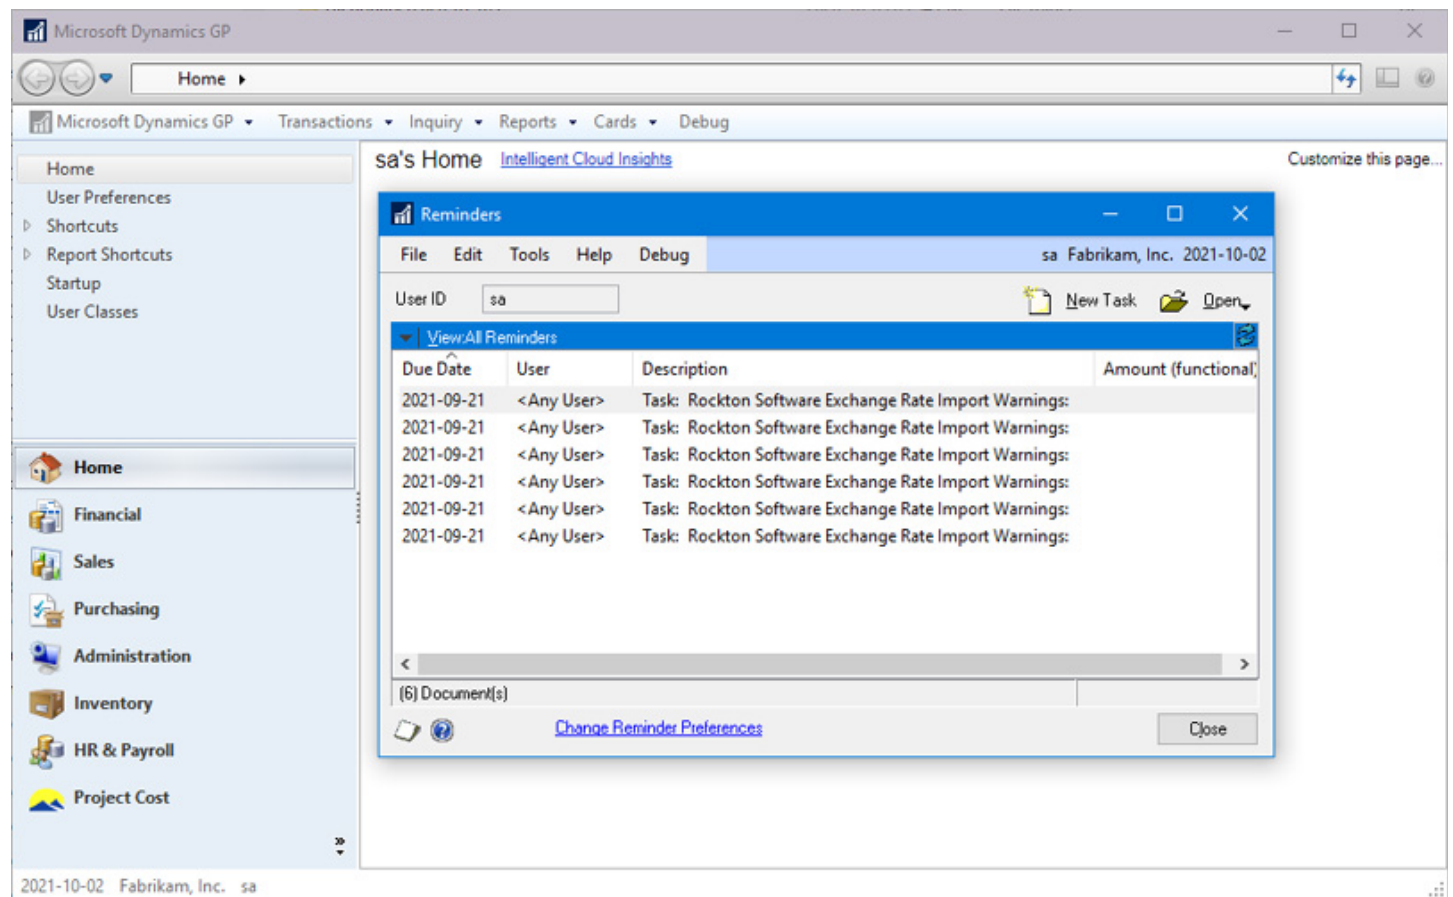 Microsoft Dynamics GP
Home
Microsoft Dynamics GP Transactions Inquiry Reports Cards Debug
Home
User Preferences
Shortcuts
Report Shortcuts
Startup
User Classes
Home
Financial
Sales
Purchasing
Administration
Inventory
HR & Payroll
Project Cost
sa's Home Intelligent Cloud Insights Customize this page...
Reminders
File Edit Tools Help Debug sa Fabrikam, Inc. 2021-10-02
User ID sa New Task Open
View:All Reminders
Due Date User Description Amount (functional)
2021-09-21 <Any User> Task: Rockton Software Exchange Rate Import Warnings:
2021-09-21 <Any User> Task: Rockton Software Exchange Rate Import Warnings:
2021-09-21 <Any User> Task: Rockton Software Exchange Rate Import Warnings:
2021-09-21 <Any User> Task: Rockton Software Exchange Rate Import Warnings:
2021-09-21 <Any User> Task: Rockton Software Exchange Rate Import Warnings:
2021-09-21 <Any User> Task: Rockton Software Exchange Rate Import Warnings:
(6) Document(s)
Change Reminder Preferences Close
2021-10-02 Fabrikam, Inc. sa